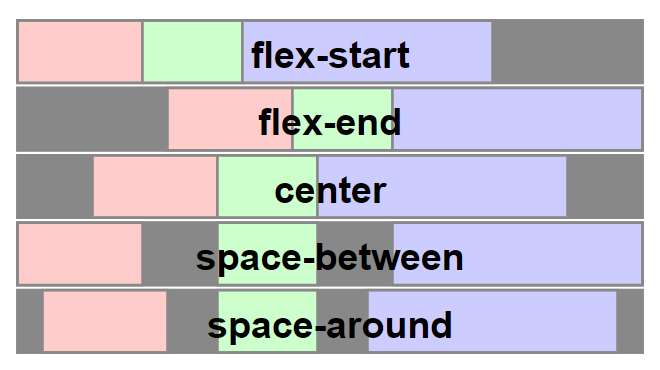 flex-start
flex-end
center
space-between
space-around